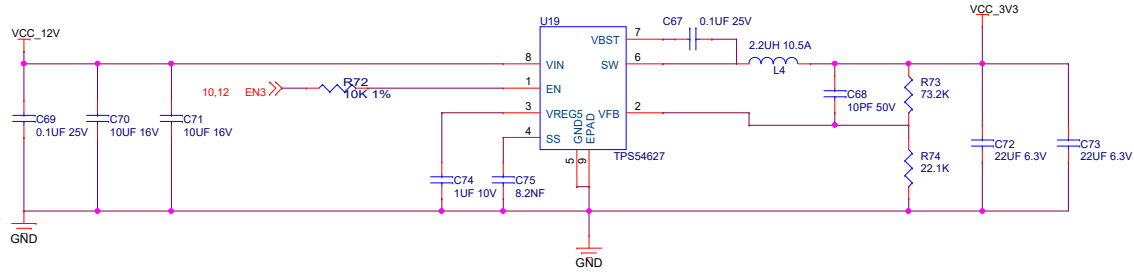 VCC_12V
C69
0.1UF 25V
C70
10UF 16V
C71
10UF 16V
GND
10,12 EN3
R72
10K 1%
U19
8 VIN
1 EN
3 VREG5
4 SS
VBST 7
SW 6
VFB 2
GND 5
EPAD 9
TPS54627
C74
1UF 10V
C75
8.2NF
GND
C67 0.1UF 25V
2.2UH 10.5A
L4
VCC_3V3
C68
10PF 50V
R73
73.2K
R74
22.1K
C72
22UF 6.3V
C73
22UF 6.3V